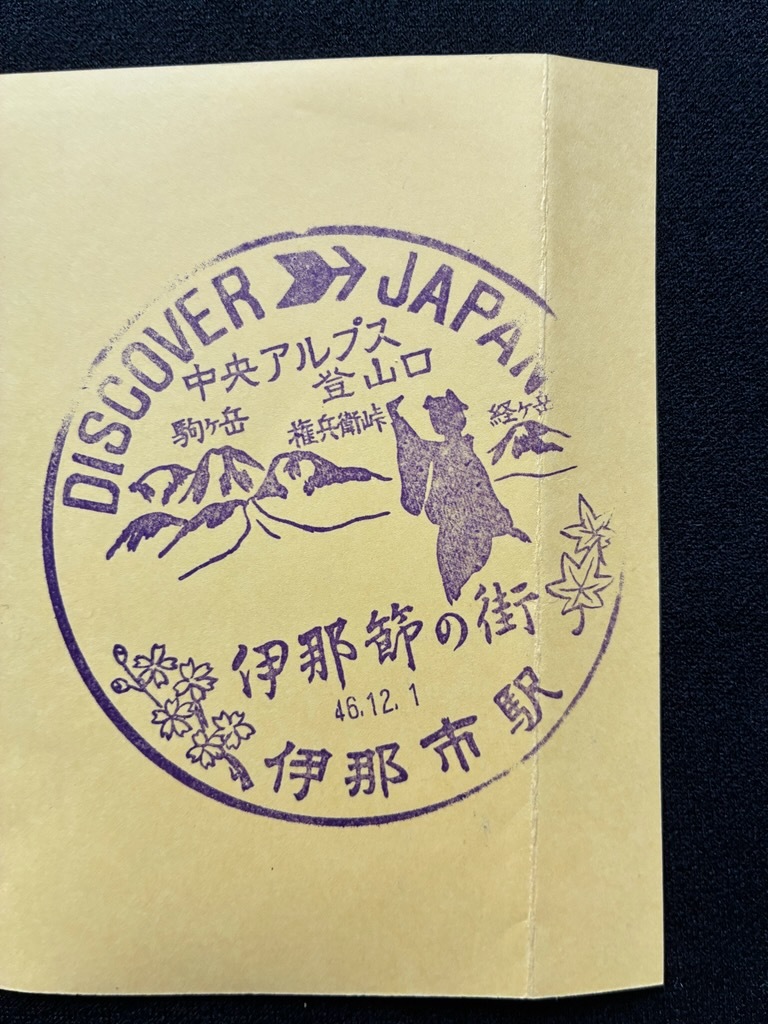 DISCOVER JAPAN
中央アルプス
登山口
駒ヶ岳 権兵衛峠 経ヶ岳
伊那節の街
46.12.1
伊那市駅